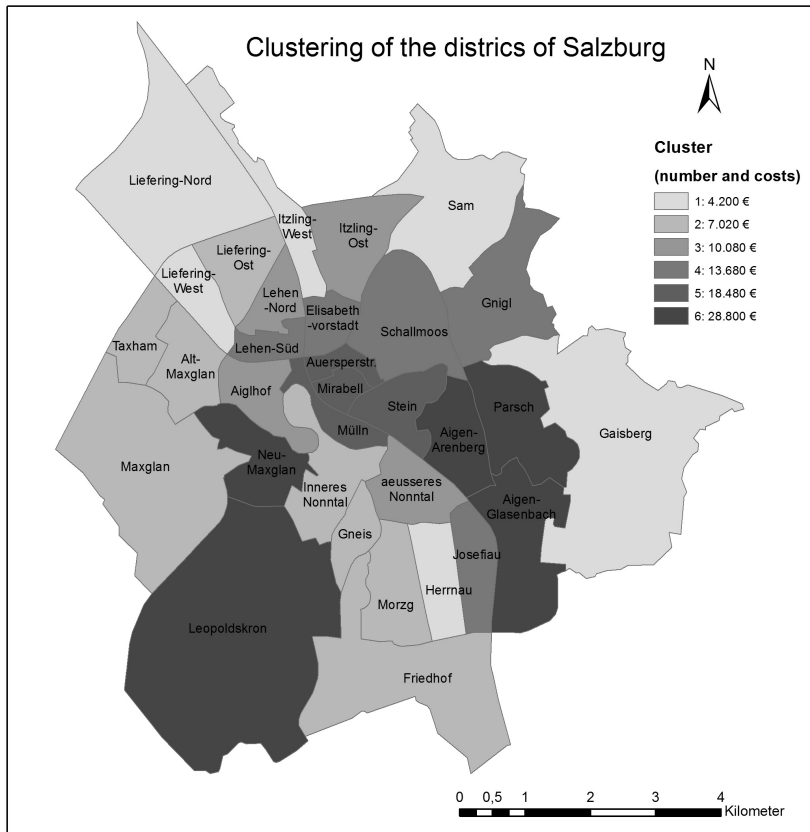 Clustering of the districs of Salzburg
N
Cluster
(number and costs)
1: 4.200 €
2: 7.020 €
3: 10.080 €
4: 13.680 €
5: 18.480 €
6: 28.800 €
Liefering-Nord
Sam
Itzling-
West
Itzling-
Ost
Liefering-
Ost
Liefering-
West
Lehen
-Nord
Elisabeth
-vorstadt
Gnigl
Schallmoos
Taxham
Alt-
Maxglan
Lehen-Süd
Auersperstr.
Aiglhof
Mirabell
Stein
Parsch
Mülln
Gaisberg
Aigen-
Arenberg
Maxglan
Neu-
Maxglan
Inneres
Nonntal
aeusseres
Nonntal
Aigen-
Glasenbach
Gneis
Josefiau
Herrnau
Morzg
Leopoldskron
Friedhof
0 0,5 1 2 3 4
Kilometer